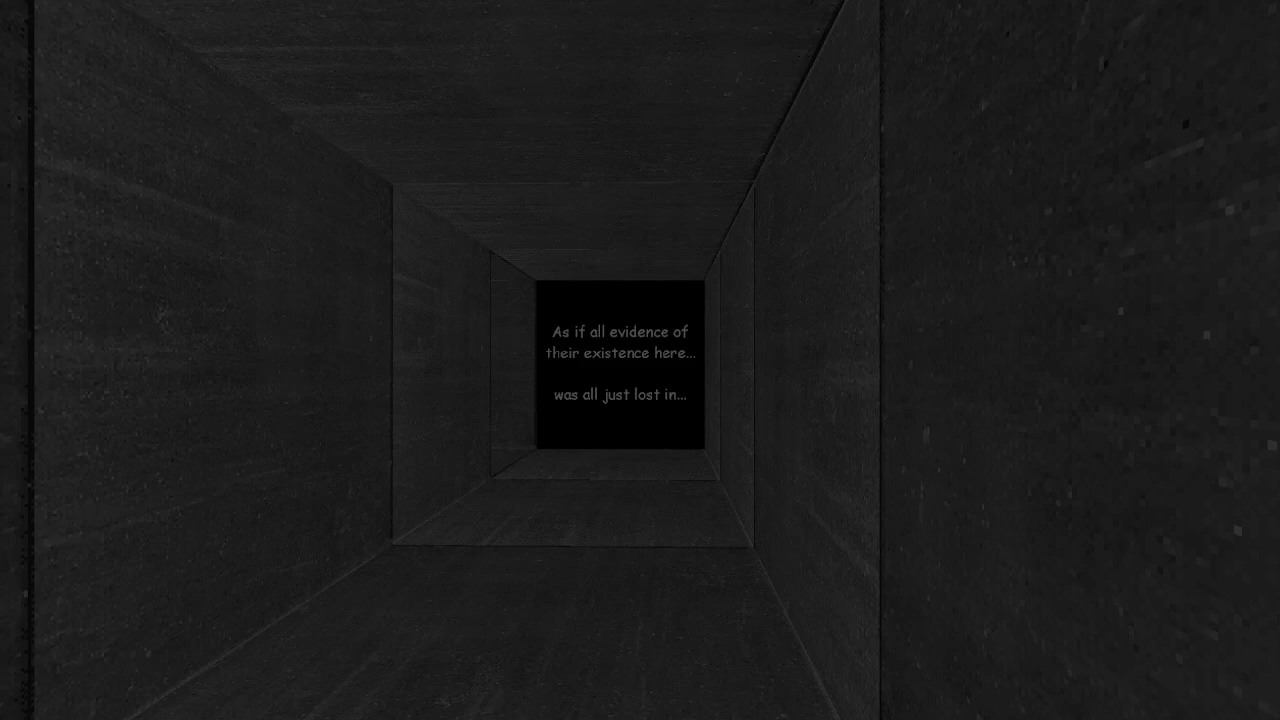 As if all evidence of
their existence here...
was all just lost in...